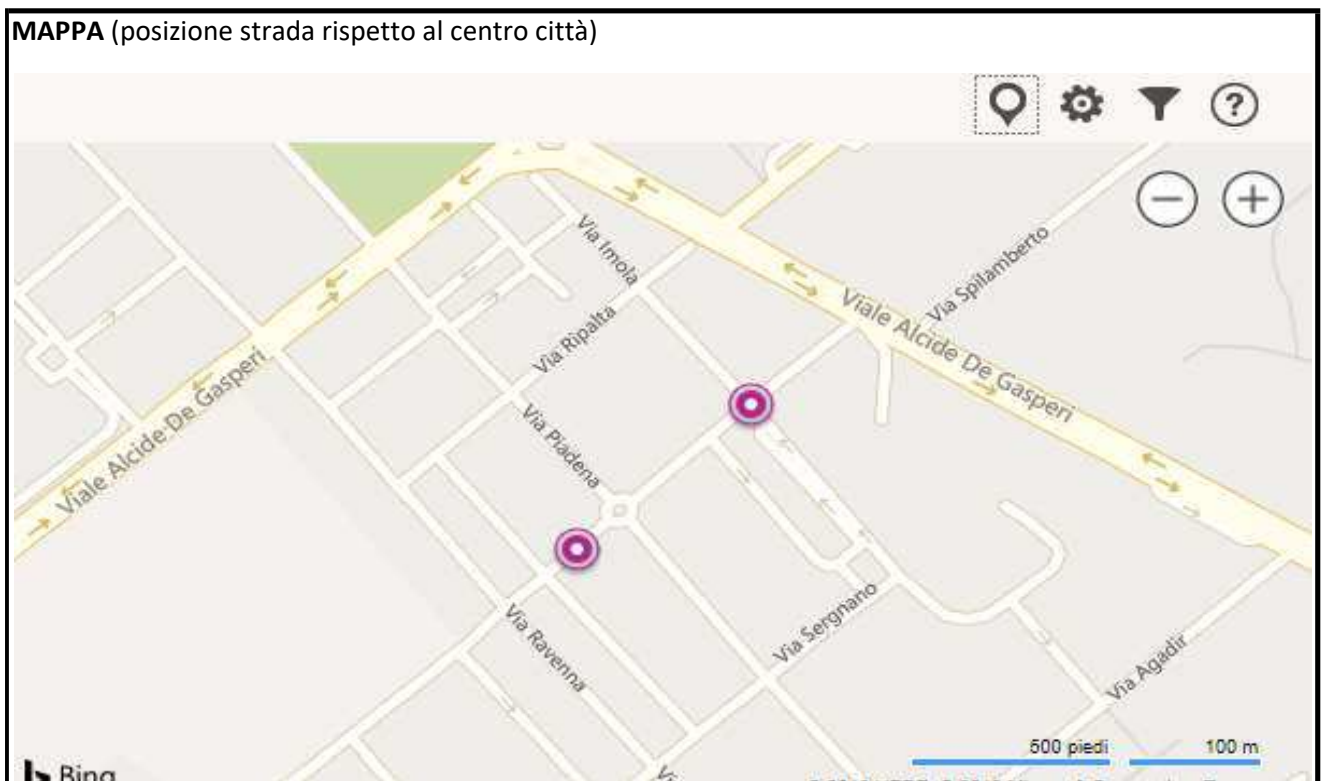 MAPPA (posizione strada rispetto al centro città)
?
Via Imola
Via Spilamberto
Viale Alcide De Gasperi
Via Ripalta
Viale Alcide De Gasperi
Via Piadena
Via Sergnano
Via Ravenna
Via Agadir
500 piedi 100 m
Bing